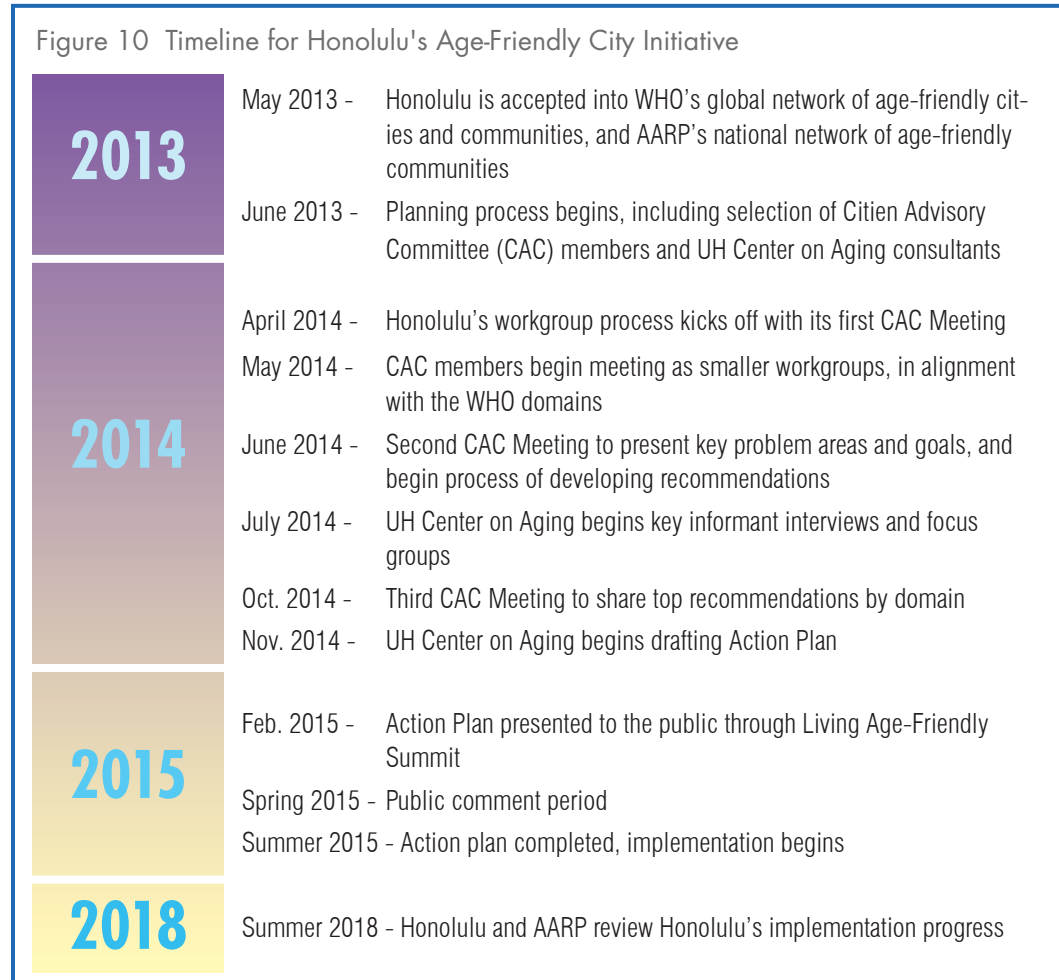 Figure 10 Timeline for Honolulu's Age-Friendly City Initiative
2013
May 2013 - Honolulu is accepted into WHO’s global network of age-friendly cit-
ies and communities, and AARP’s national network of age-friendly
communities
June 2013 - Planning process begins, including selection of Citien Advisory
Committee (CAC) members and UH Center on Aging consultants
2014
April 2014 - Honolulu’s workgroup process kicks off with its first CAC Meeting
May 2014 - CAC members begin meeting as smaller workgroups, in alignment
with the WHO domains
June 2014 - Second CAC Meeting to present key problem areas and goals, and
begin process of developing recommendations
July 2014 - UH Center on Aging begins key informant interviews and focus
groups
Oct. 2014 - Third CAC Meeting to share top recommendations by domain
Nov. 2014 - UH Center on Aging begins drafting Action Plan
2015
Feb. 2015 - Action Plan presented to the public through Living Age-Friendly
Summit
Spring 2015 - Public comment period
Summer 2015 - Action plan completed, implementation begins
2018
Summer 2018 - Honolulu and AARP review Honolulu’s implementation progress